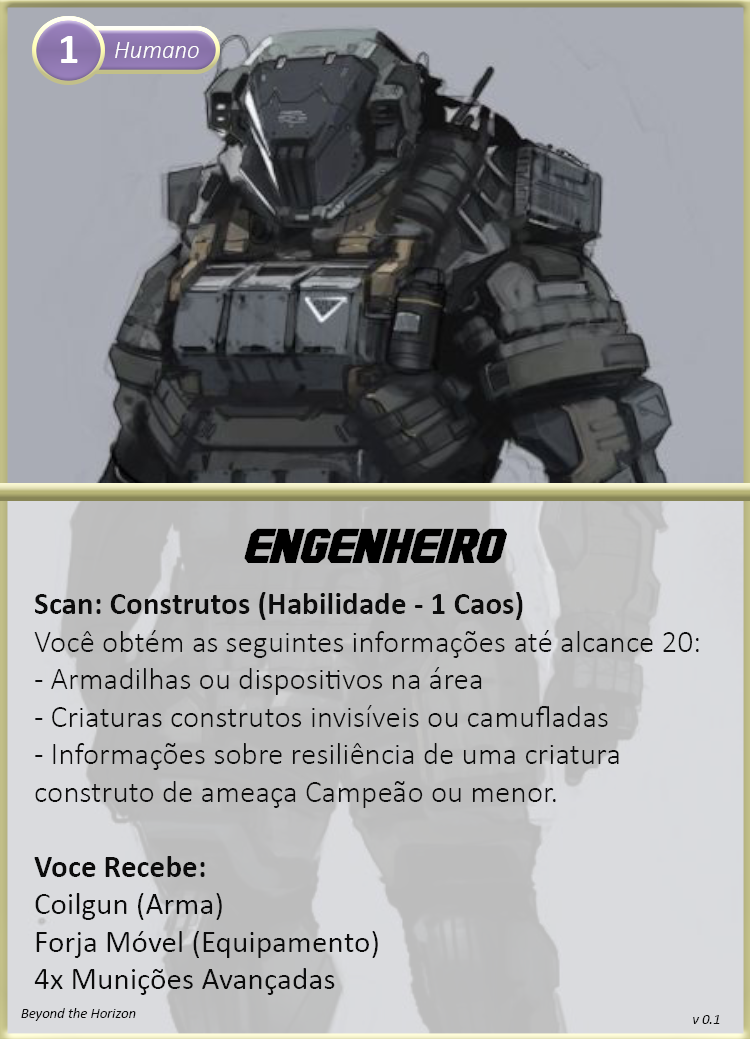 1 Humano
ENGENHEIRO
Scan: Construtos (Habilidade - 1 Caos)
Você obtém as seguintes informações até alcance 20:
- Armadilhas ou dispositivos na área
- Criaturas construtos invisíveis ou camufladas
- Informações sobre resiliência de uma criatura
construto de ameaça Campeão ou menor.
Voce Recebe:
Coilgun (Arma)
Forja Móvel (Equipamento)
4x Munições Avançadas
Beyond the Horizon
v 0.1